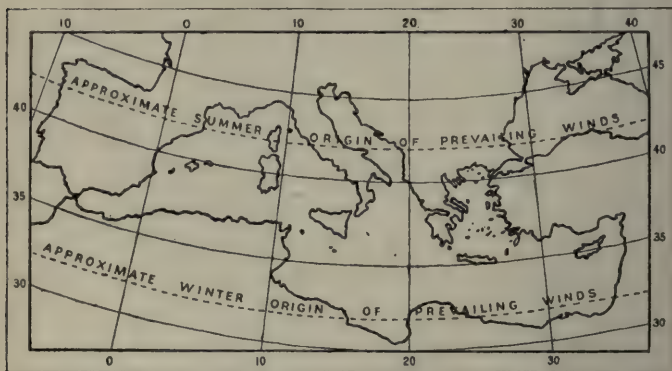 10 0 10 20 30 40
45
APPROXIMATE SUMMER ORIGIN OF PREVAILING WINDS
40
40
35
35
APPROXIMATE WINTER ORIGIN OF PREVAILING WINDS
30
30
0 10 20 30